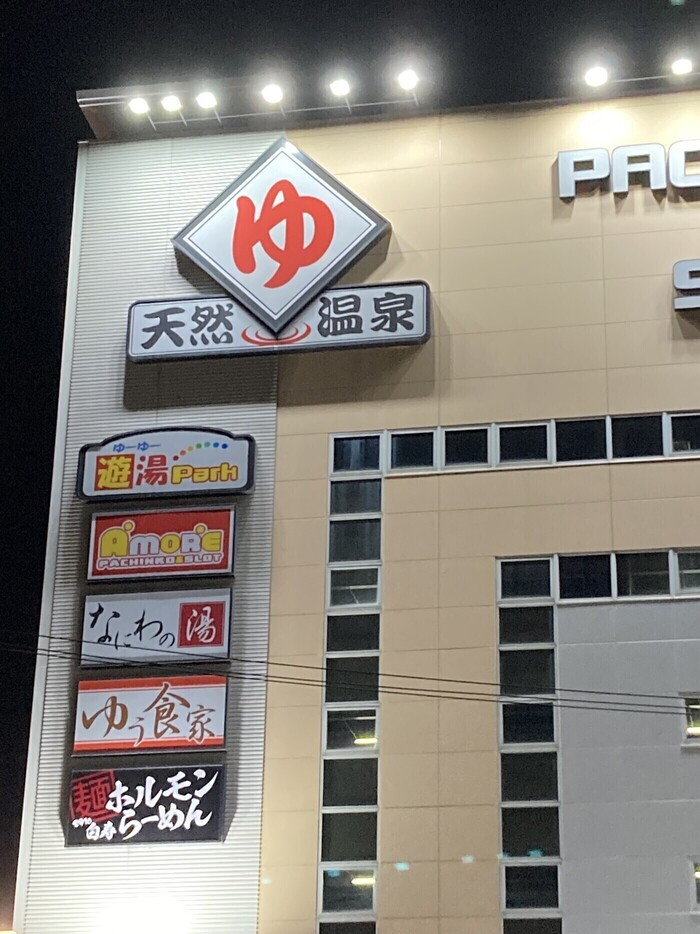 ゆ
天然 温泉
PAC
S
ゆーゆー
遊湯Park
A'MORE
PACHINKO&SLOT
なにわの湯
ゆう食家
麺 ホルモン
らーめん